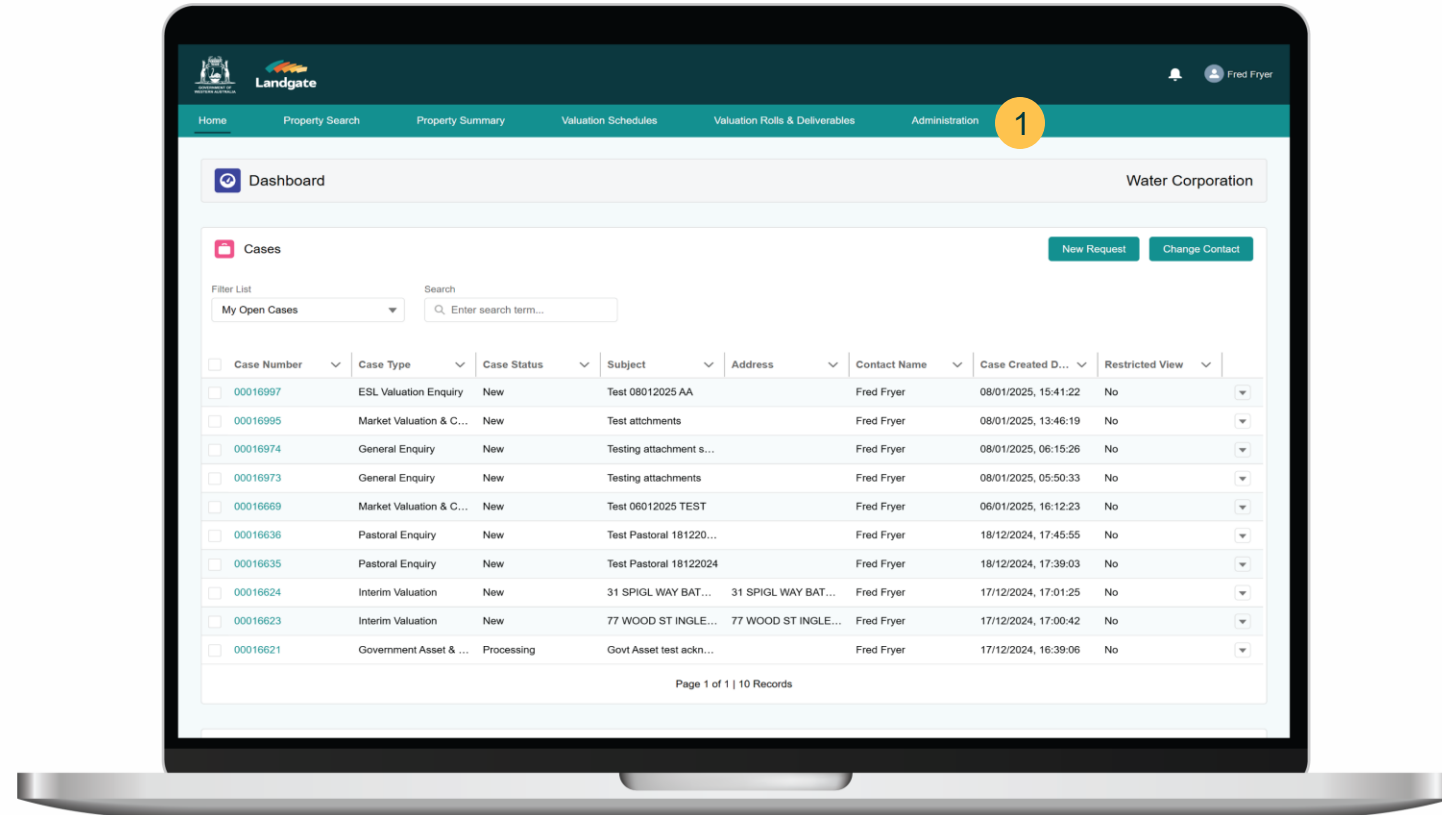 GOVERNMENT OF
WESTERN AUSTRALIA
Landgate
Fred Fryer
Home Property Search Property Summary Valuation Schedules Valuation Rolls & Deliverables Administration 1
Dashboard Water Corporation
Cases New Request Change Contact
Filter List Search
My Open Cases Enter search term...
Case Number Case Type Case Status Subject Address Contact Name Case Created D... Restricted View
00016997 ESL Valuation Enquiry New Test 08012025 AA Fred Fryer 08/01/2025, 15:41:22 No
00016995 Market Valuation & C... New Test attchments Fred Fryer 08/01/2025, 13:46:19 No
00016974 General Enquiry New Testing attachment s... Fred Fryer 08/01/2025, 06:15:26 No
00016973 General Enquiry New Testing attachments Fred Fryer 08/01/2025, 05:50:33 No
00016669 Market Valuation & C... New Test 06012025 TEST Fred Fryer 06/01/2025, 16:12:23 No
00016636 Pastoral Enquiry New Test Pastoral 181220... Fred Fryer 18/12/2024, 17:45:55 No
00016635 Pastoral Enquiry New Test Pastoral 18122024 Fred Fryer 18/12/2024, 17:39:03 No
00016624 Interim Valuation New 31 SPIGL WAY BAT... 31 SPIGL WAY BAT... Fred Fryer 17/12/2024, 17:01:25 No
00016623 Interim Valuation New 77 WOOD ST INGLE... 77 WOOD ST INGLE... Fred Fryer 17/12/2024, 17:00:42 No
00016621 Government Asset & ... Processing Govt Asset test ackn... Fred Fryer 17/12/2024, 16:39:06 No
Page 1 of 1 | 10 Records